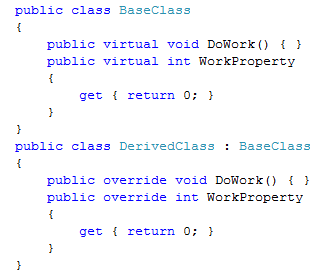 public class BaseClass
{
    public virtual void DoWork() { }
    public virtual int WorkProperty
    {
        get { return 0; }
    }
}
public class DerivedClass : BaseClass
{
    public override void DoWork() { }
    public override int WorkProperty
    {
        get { return 0; }
    }
}